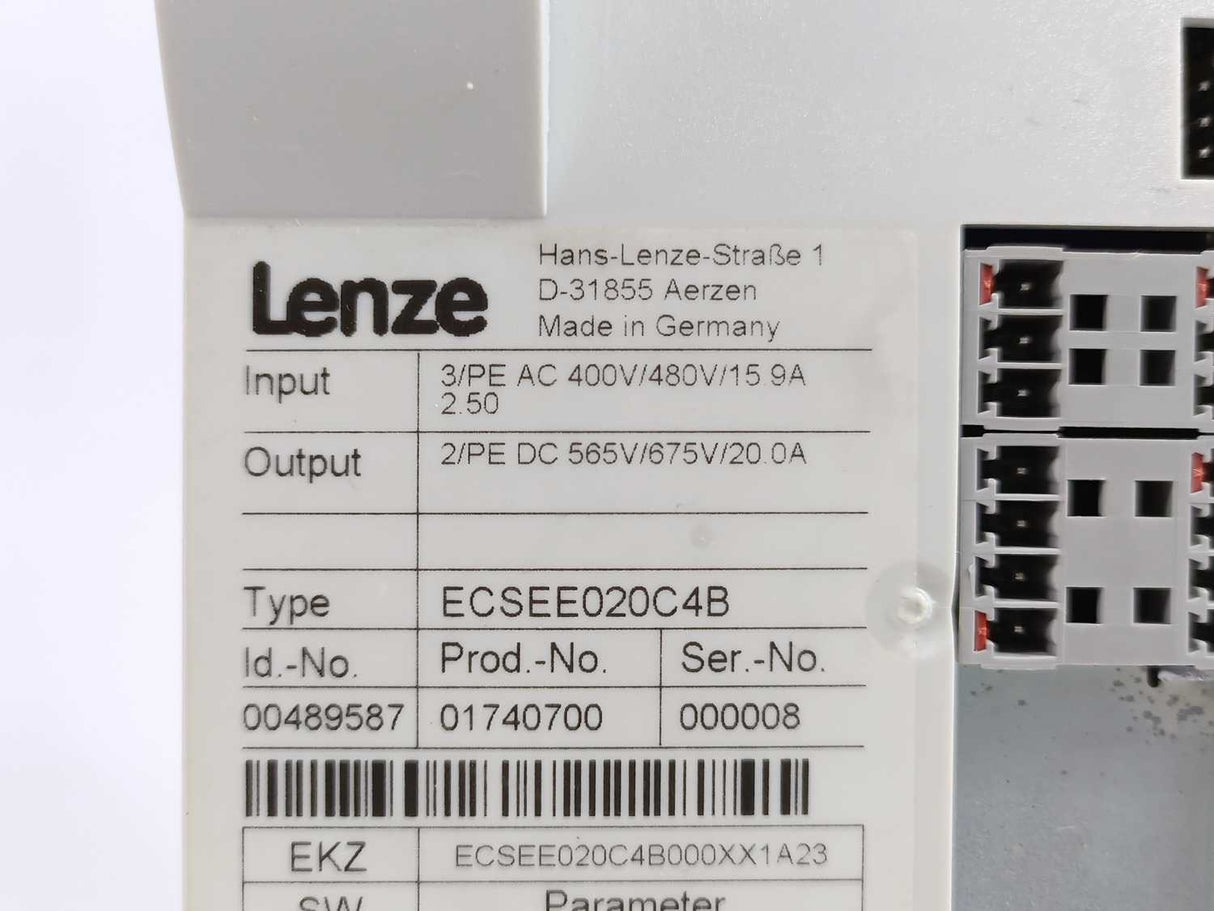 Lenze
Hans-Lenze-Straße 1
D-31855 Aerzen
Made in Germany
Input 3/PE AC 400V/480V/15.9A
2.50
Output 2/PE DC 565V/675V/20.0A
Type ECSEE020C4B
Id.-No. Prod.-No. Ser.-No.
00489587 01740700 000008
EKZ ECSEE020C4B000XX1A23
SW Parameter